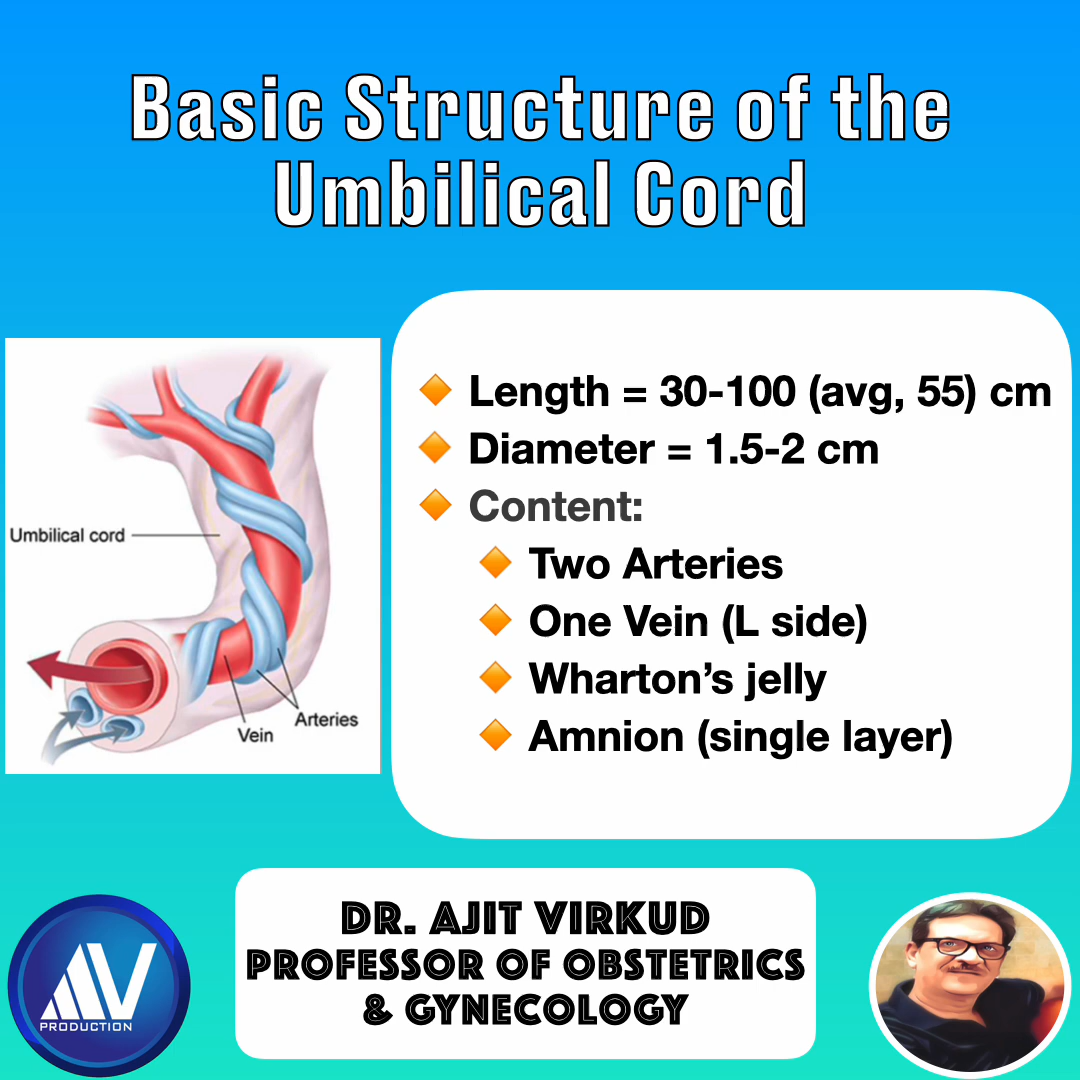 Basic Structure of the
Umbilical Cord
Length = 30-100 (avg, 55) cm
Diameter = 1.5-2 cm
Content:
Two Arteries
One Vein (L side)
Wharton’s jelly
Amnion (single layer)
Umbilical cord
Arteries
Vein
DR. AJIT VIRKUD
PROFESSOR OF OBSTETRICS
& GYNECOLOGY
AV
PRODUCTION